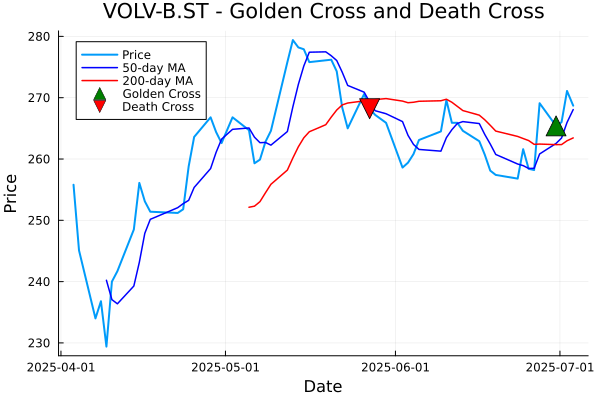 VOLV-B.ST - Golden Cross and Death Cross
Price
50-day MA
200-day MA
Golden Cross
Death Cross
280
270
260
250
240
230
Price
2025-04-01
2025-05-01
2025-06-01
2025-07-01
Date